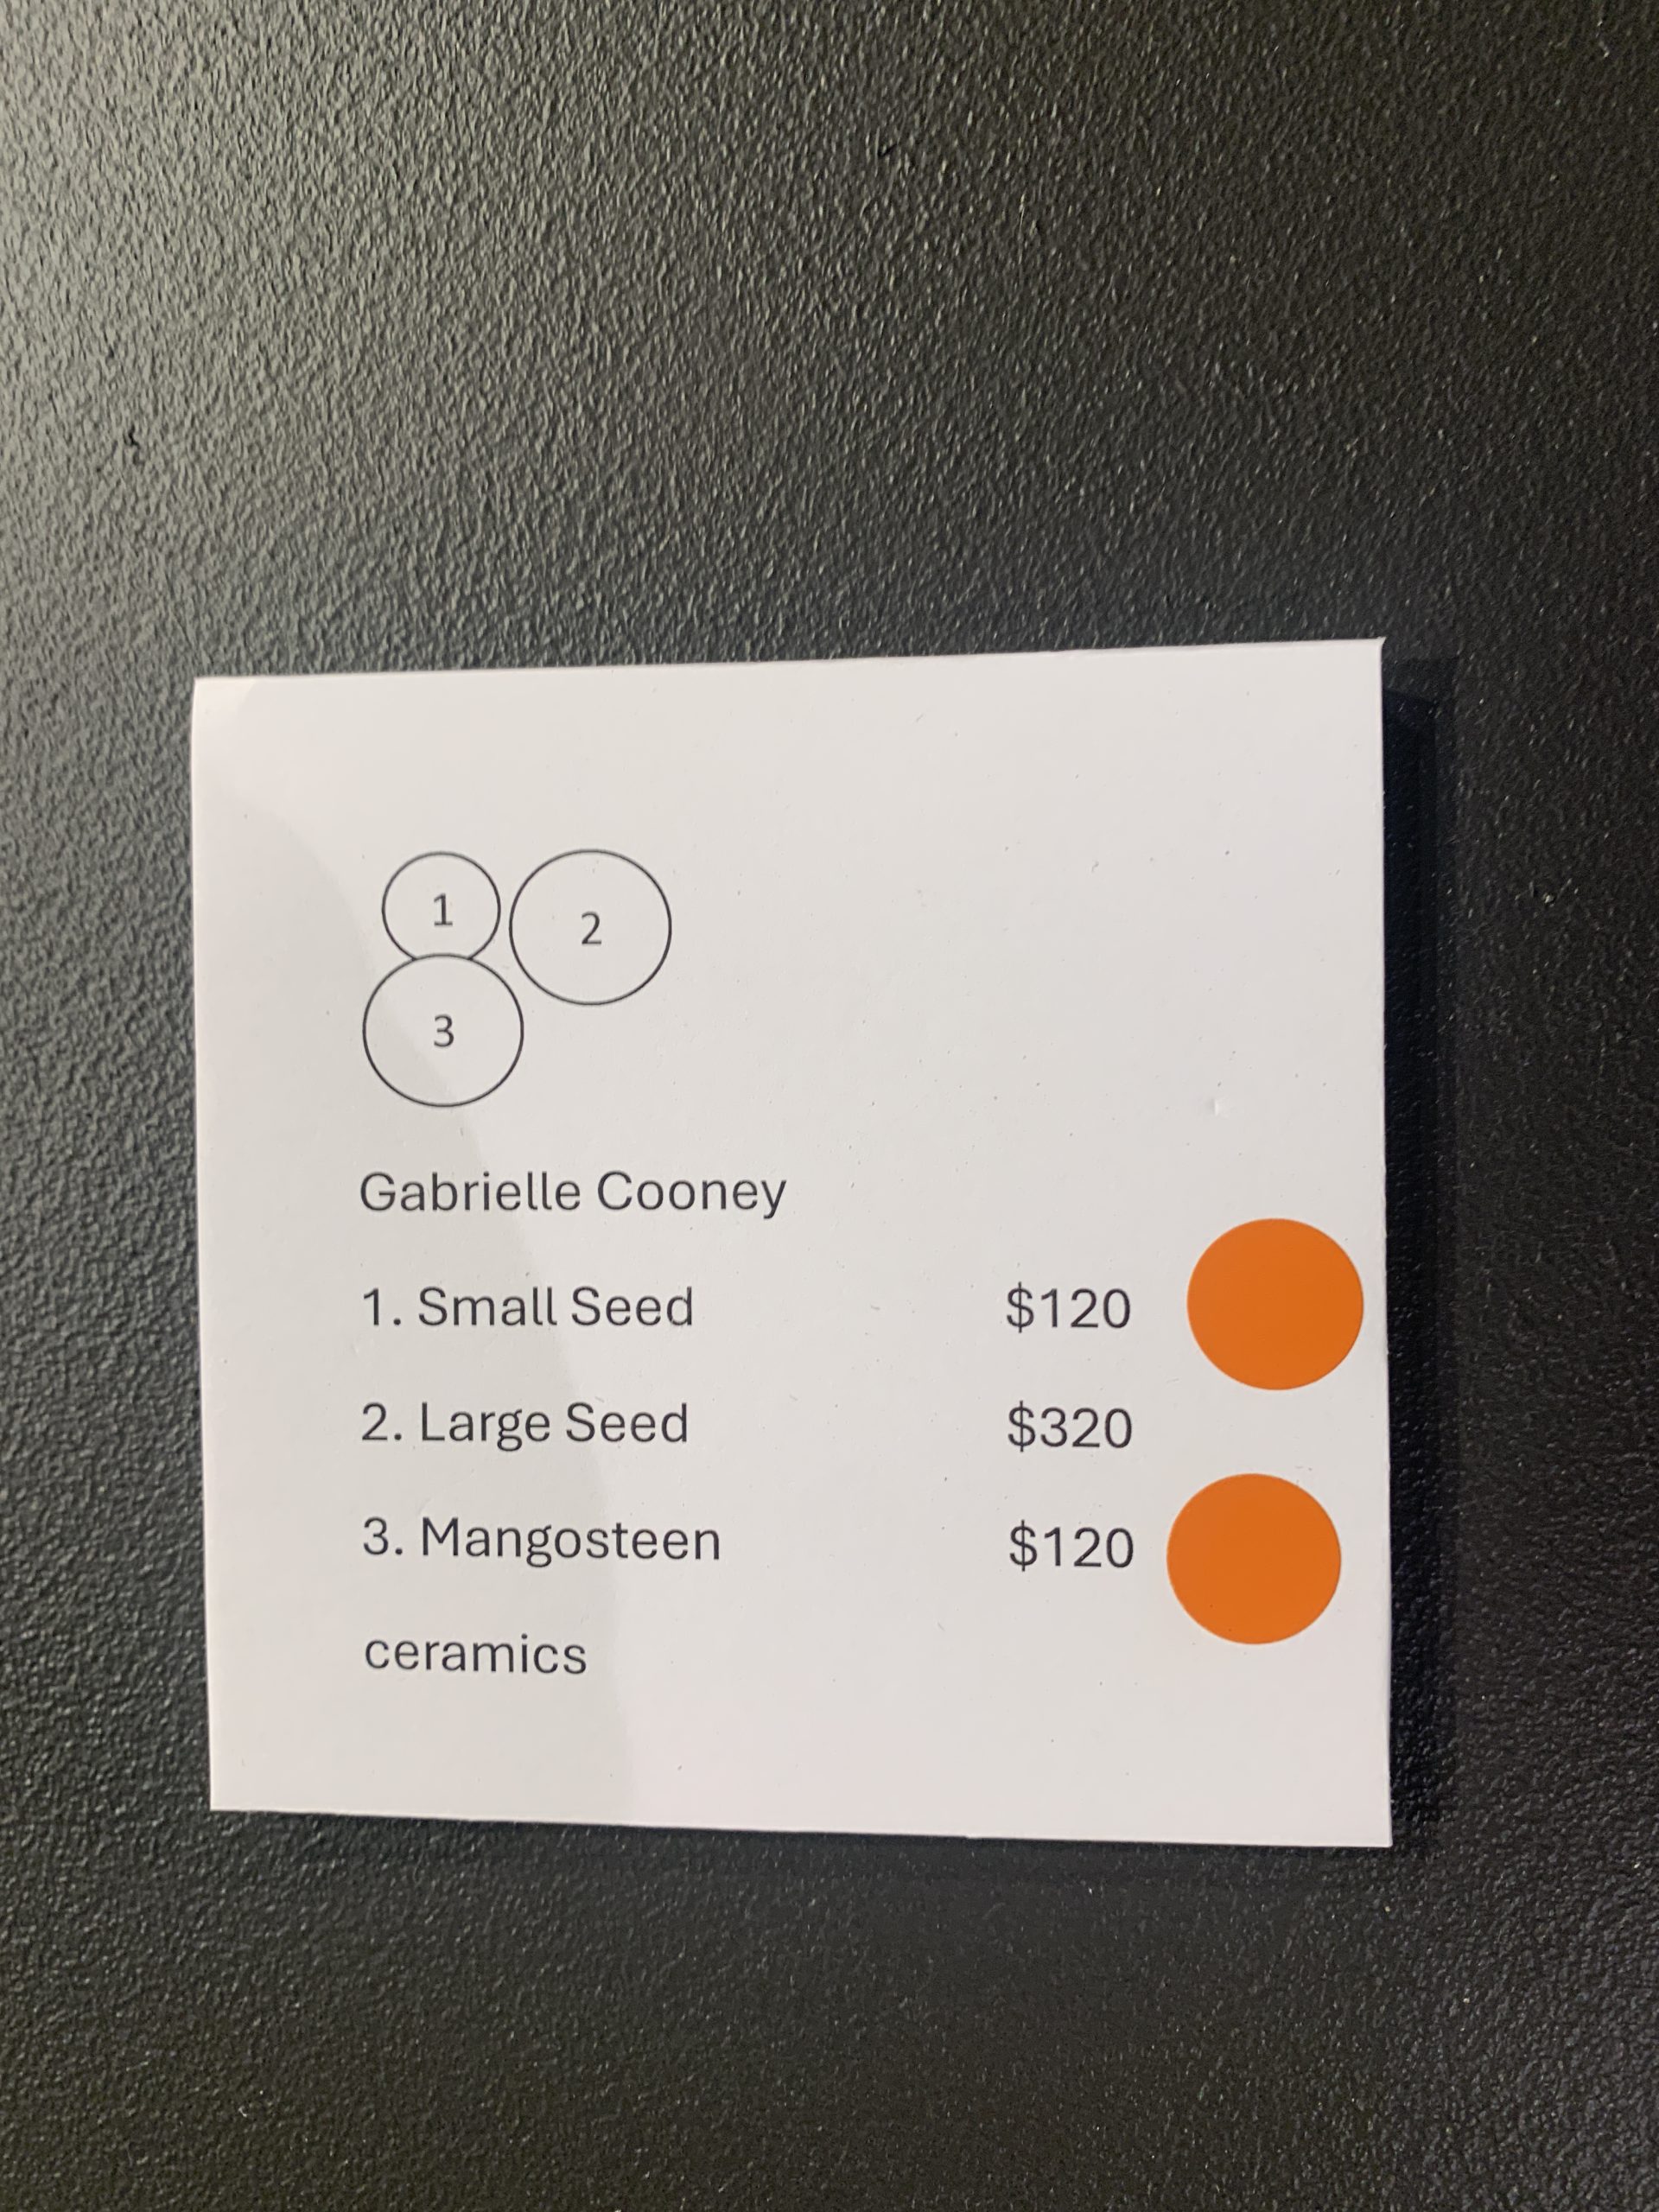 1
2
3
Gabrielle Cooney
1. Small Seed $120
2. Large Seed $320
3. Mangosteen $120
ceramics